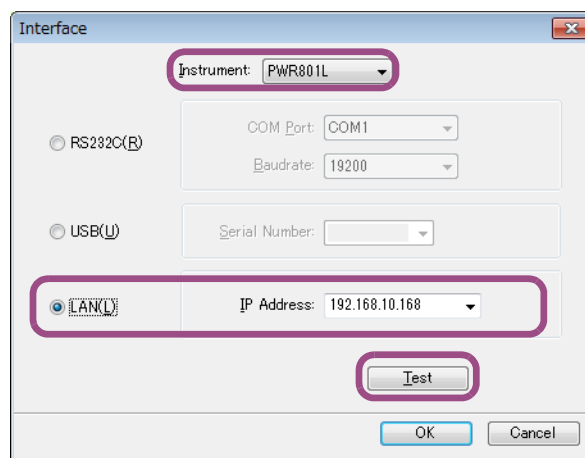 Interface
Instrument: PWR801L
RS232C(R)
COM Port: COM1
Baudrate: 19200
USB(U)
Serial Number:
LAN(L)
IP Address: 192.168.10.168
Test
OK Cancel